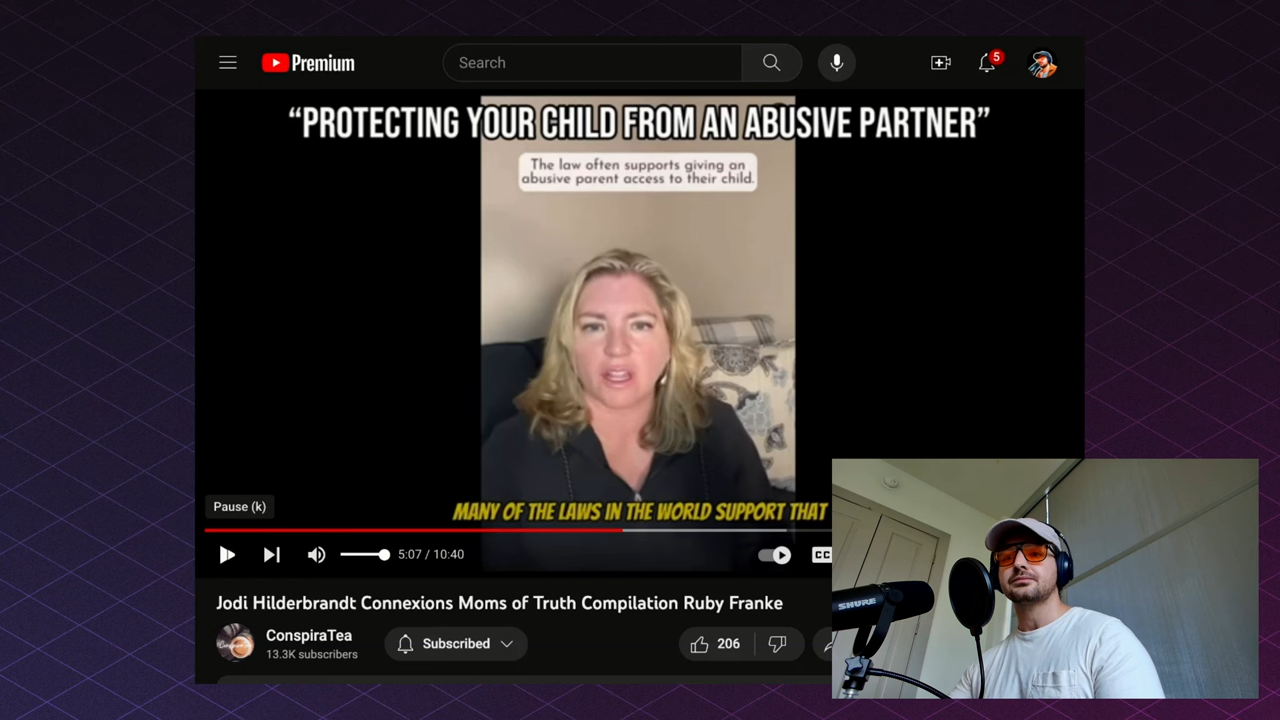 Premium
Search
5
“PROTECTING YOUR CHILD FROM AN ABUSIVE PARTNER”
The law often supports giving an
abusive parent access to their child.
MANY OF THE LAWS IN THE WORLD SUPPORT THAT
Pause (k)
5:07 / 10:40
CC
Jodi Hilderbrandt Connexions Moms of Truth Compilation Ruby Franke
ConspiraTea
13.3K subscribers
Subscribed
206
SHURE